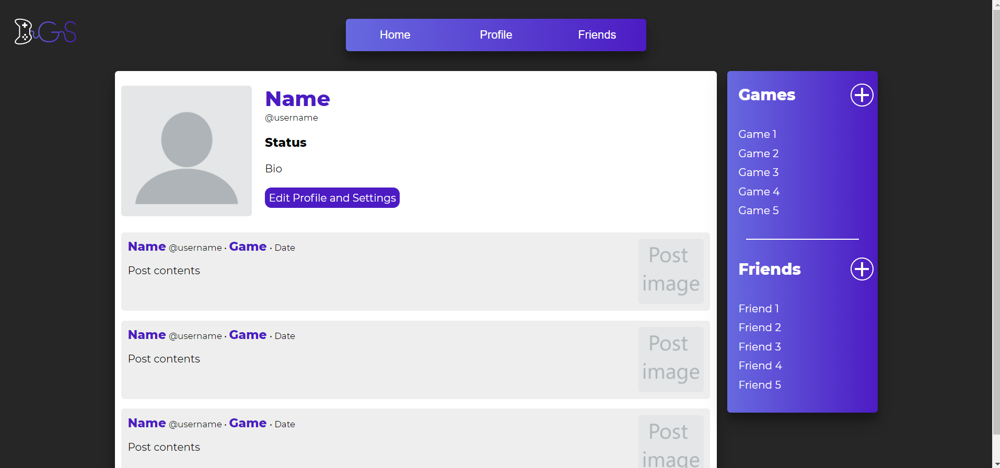 GS
Home Profile Friends
Name
@username
Status
Bio
Edit Profile and Settings
Name @username · Game · Date
Post contents
Post
image
Name @username · Game · Date
Post contents
Post
image
Name @username · Game · Date
Post contents
Post
image
Games
Game 1
Game 2
Game 3
Game 4
Game 5
Friends
Friend 1
Friend 2
Friend 3
Friend 4
Friend 5